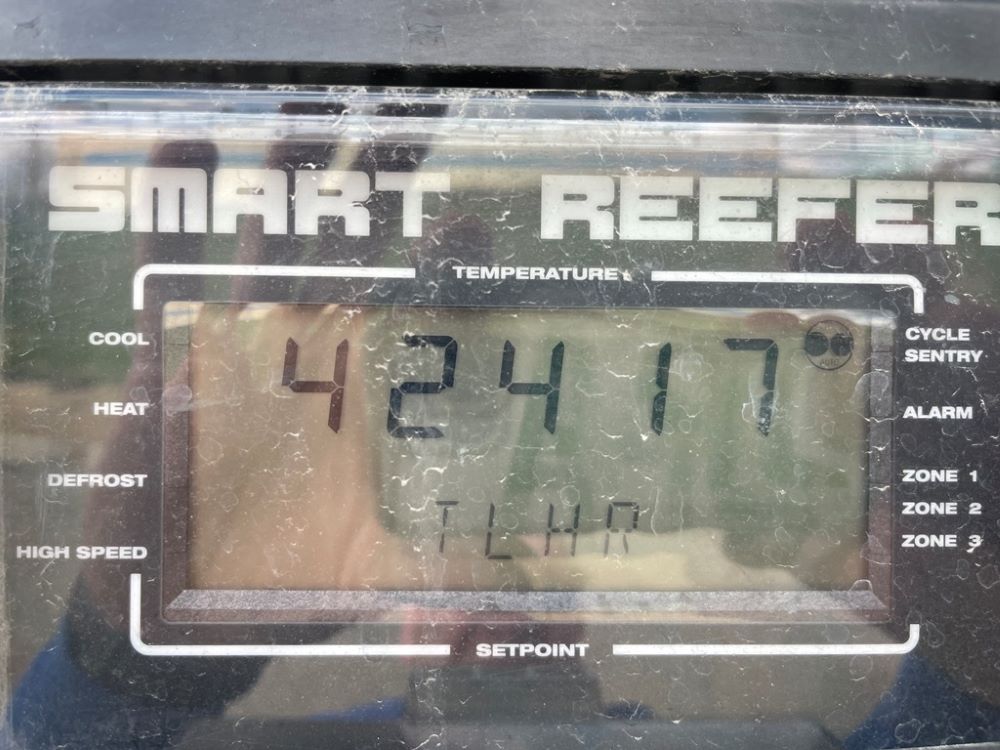 SMART REEFER
TEMPERATURE
COOL
CYCLE
SENTRY
42417
AUTO
HEAT
ALARM
DEFROST
ZONE 1
ZONE 2
TLHR
HIGH SPEED
ZONE 3
SETPOINT